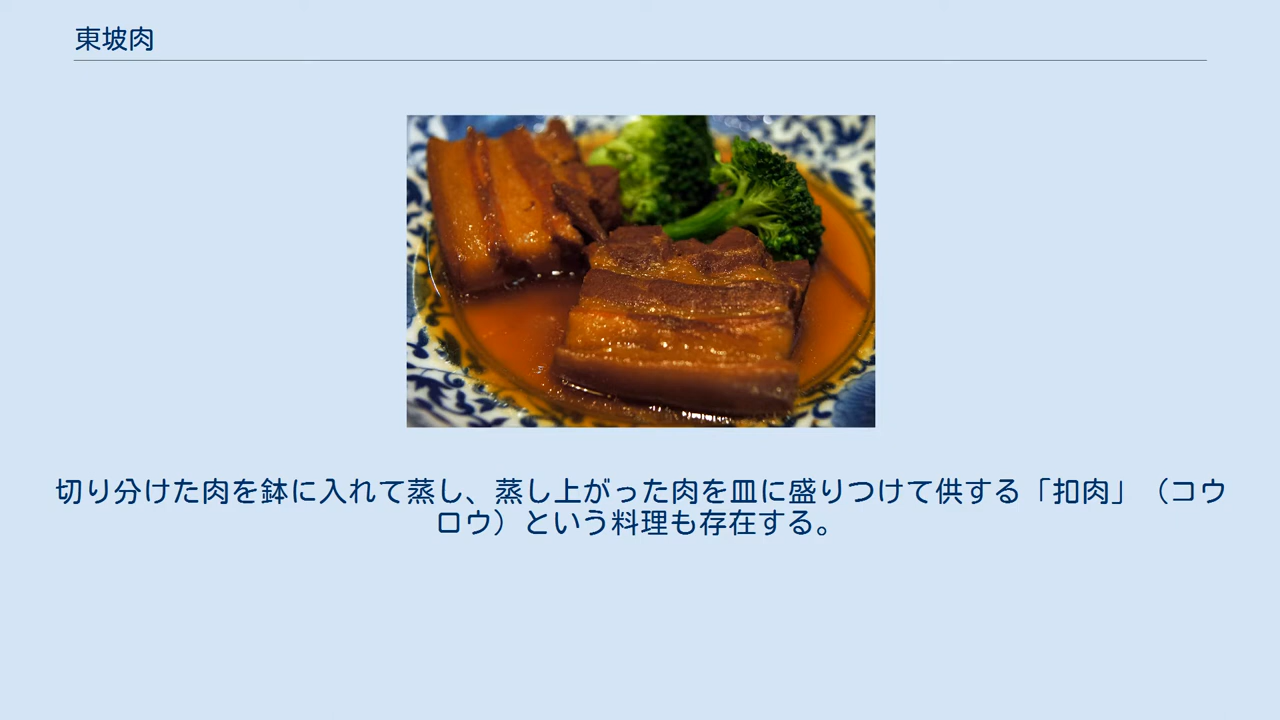 東坡肉
切り分けた肉を鉢に入れて蒸し、蒸し上がった肉を皿に盛りつけて供する「扣肉」（コウ
ロウ）という料理も存在する。